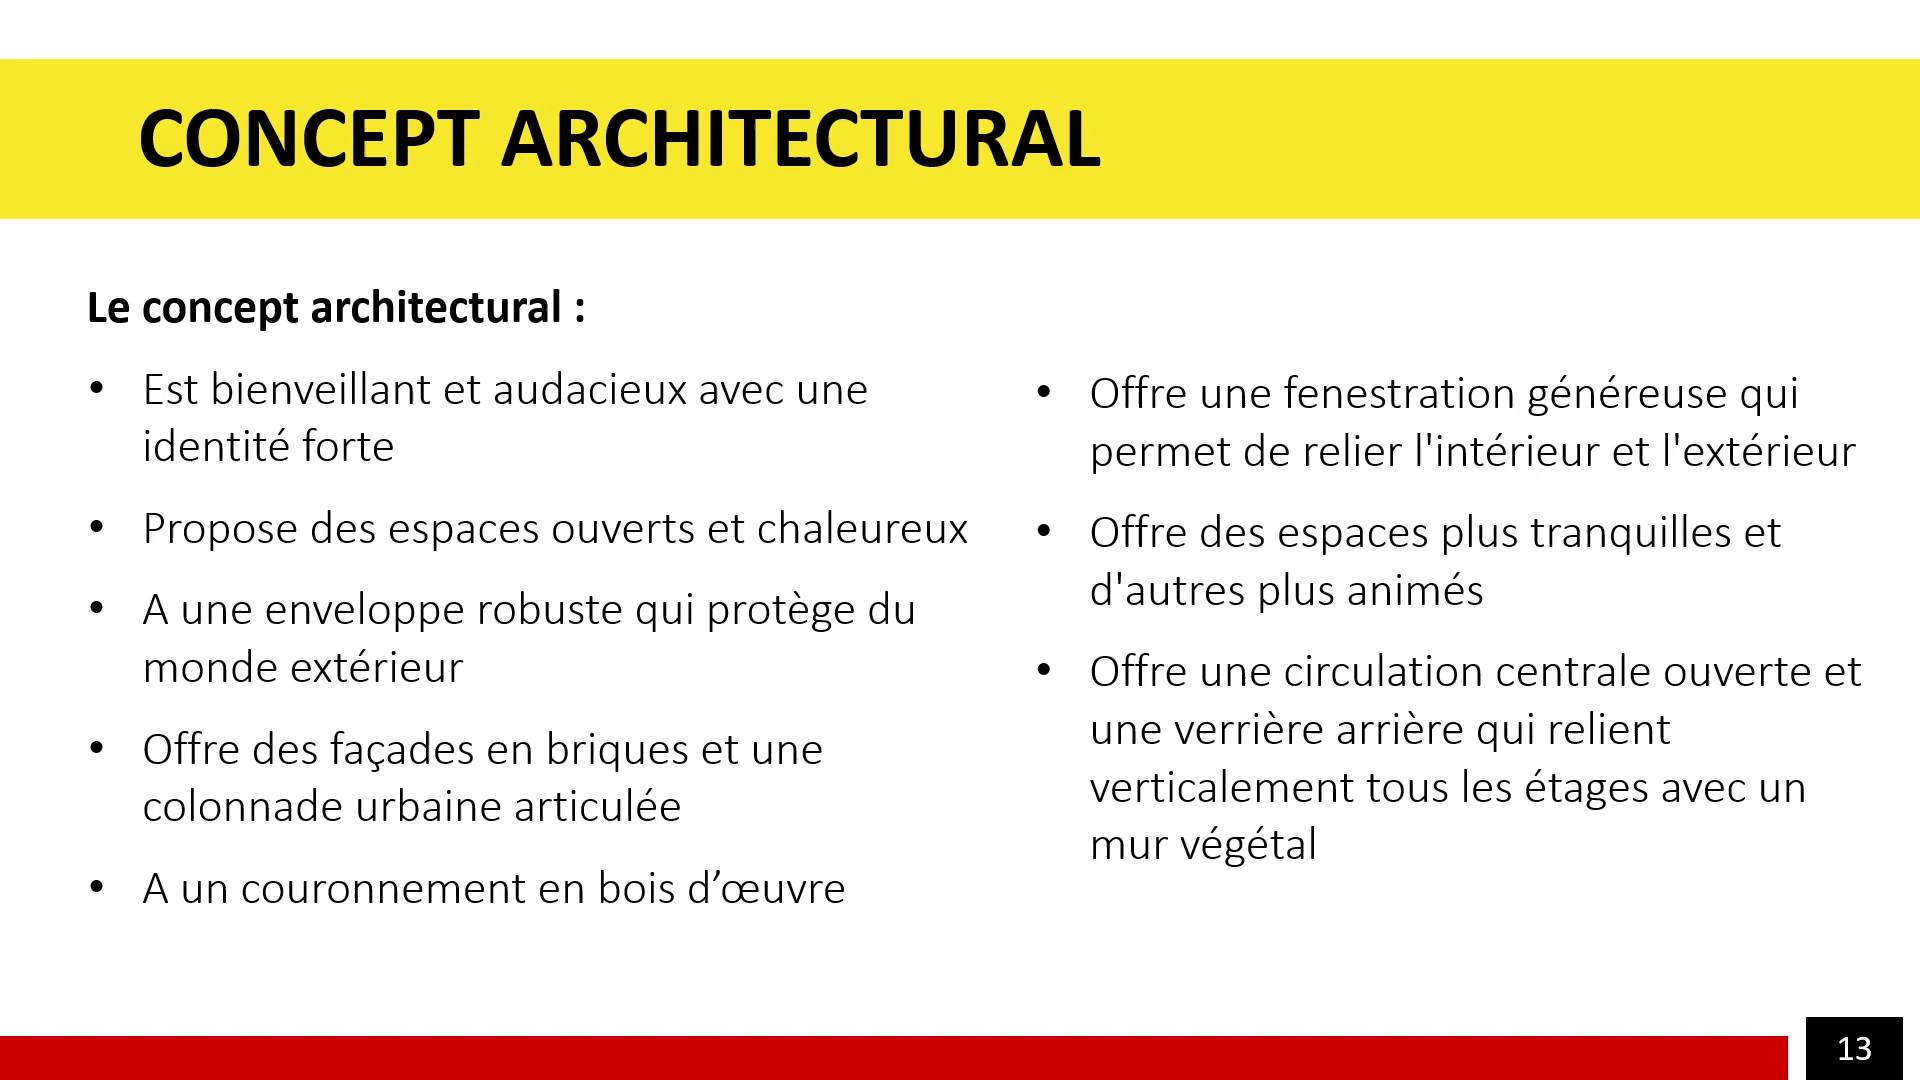 CONCEPT ARCHITECTURAL
Le concept architectural :
• Est bienveillant et audacieux avec une
identité forte
• Propose des espaces ouverts et chaleureux
• A une enveloppe robuste qui protège du
monde extérieur
• Offre des façades en briques et une
colonnade urbaine articulée
• A un couronnement en bois d’œuvre
• Offre une fenestration généreuse qui
permet de relier l'intérieur et l'extérieur
• Offre des espaces plus tranquilles et
d'autres plus animés
• Offre une circulation centrale ouverte et
une verrière arrière qui relient
verticalement tous les étages avec un
mur végétal
13